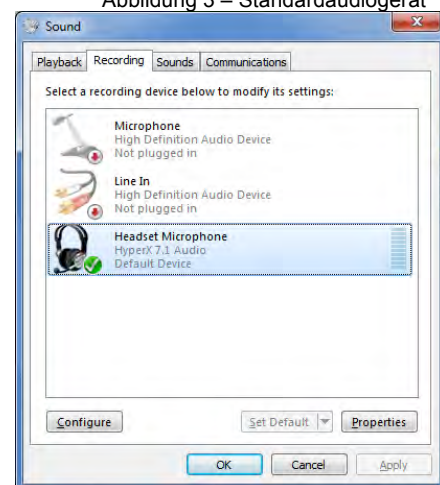 Abbildung 3 – Standardaudiogerät
Sound
Playback Recording Sounds Communications
Select a recording device below to modify its settings:
Microphone
High Definition Audio Device
Not plugged in
Line In
High Definition Audio Device
Not plugged in
Headset Microphone
HyperX 7.1 Audio
Default Device
Configure Set Default Properties
OK Cancel Apply